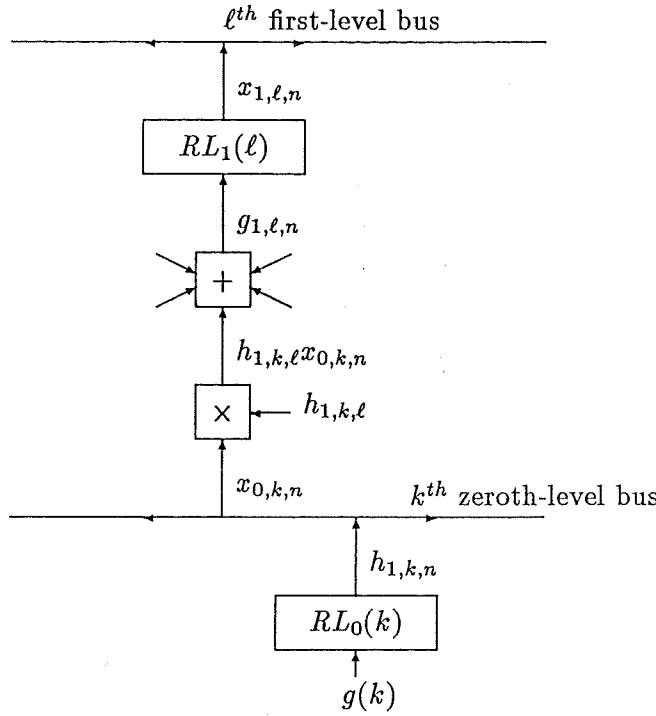 ℓ^{th} first-level bus
x_{1,ℓ,n}
RL_1(ℓ)
g_{1,ℓ,n}
+
h_{1,k,ℓ}x_{0,k,n}
× h_{1,k,ℓ}
x_{0,k,n}
k^{th} zeroth-level bus
h_{1,k,n}
RL_0(k)
g(k)